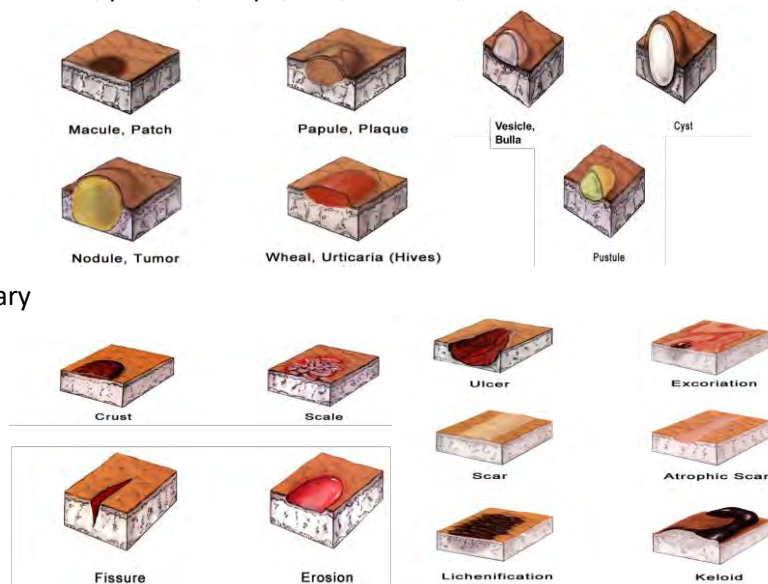 Macule, Patch
Papule, Plaque
Vesicle,
Bulla
Cyst
Nodule, Tumor
Wheal, Urticaria (Hives)
Pustule
ary
Crust
Scale
Ulcer
Excoriation
Scar
Atrophic Scar
Fissure
Erosion
Lichenification
Keloid